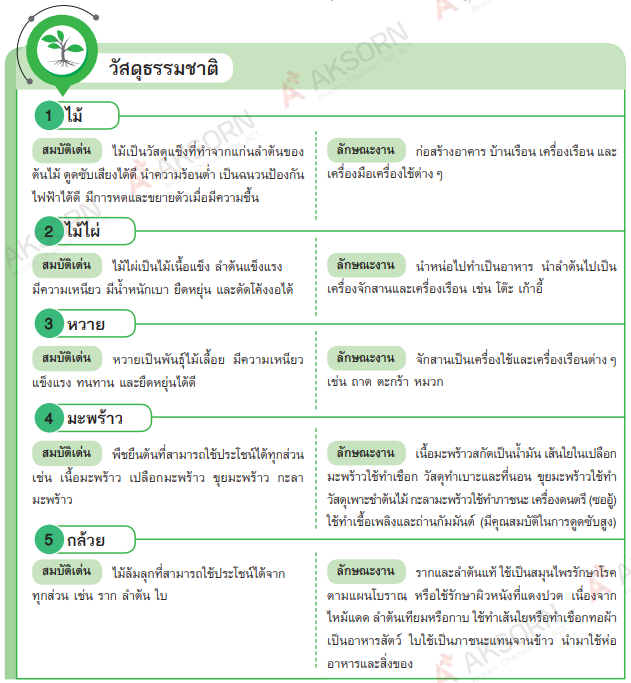 วัสดุธรรมชาติ
1 ไม้
สมบัติเด่น ไม้เป็นวัสดุแข็งที่ทำจากแก่นลำต้นของ
ต้นไม้ ดูดซับเสียงได้ดี นำความร้อนต่ำ เป็นฉนวนป้องกัน
ไฟฟ้าได้ดี มีการหดและขยายตัวเมื่อมีความชื้น
ลักษณะงาน ก่อสร้างอาคาร บ้านเรือน เครื่องเรือน และ
เครื่องมือเครื่องใช้ต่าง ๆ
2 ไม้ไผ่
สมบัติเด่น ไม้ไผ่เป็นไม้เนื้อแข็ง ลำต้นแข็งแรง
มีความเหนียว มีน้ำหนักเบา ยืดหยุ่น และดัดโค้งงอได้
ลักษณะงาน นำหน่อไปทำเป็นอาหาร นำลำต้นไปเป็น
เครื่องจักสานและเครื่องเรือน เช่น โต๊ะ เก้าอี้
3 หวาย
สมบัติเด่น หวายเป็นพันธุ์ไม้เลื้อย มีความเหนียว
แข็งแรง ทนทาน และยืดหยุ่นได้ดี
ลักษณะงาน จักสานเป็นเครื่องใช้และเครื่องเรือนต่าง ๆ
เช่น ถาด ตะกร้า หมวก
4 มะพร้าว
สมบัติเด่น พืชยืนต้นที่สามารถใช้ประโยชน์ได้ทุกส่วน
เช่น เนื้อมะพร้าว เปลือกมะพร้าว ขุยมะพร้าว กะลา
มะพร้าว
ลักษณะงาน เนื้อมะพร้าวสกัดเป็นน้ำมัน เส้นใยในเปลือก
มะพร้าวใช้ทำเชือก วัสดุทำเบาะและที่นอน ขุยมะพร้าวใช้ทำ
วัสดุเพาะชำต้นไม้ กะลามะพร้าวใช้ทำภาชนะ เครื่องดนตรี (ซออู้)
ใช้ทำเชื้อเพลิงและถ่านกัมมันต์ (มีคุณสมบัติในการดูดซับสูง)
5 กล้วย
สมบัติเด่น ไม้ล้มลุกที่สามารถใช้ประโยชน์ได้จาก
ทุกส่วน เช่น ราก ลำต้น ใบ
ลักษณะงาน รากและลำต้นแท้ ใช้เป็นสมุนไพรรักษาโรค
ตามแผนโบราณ หรือใช้รักษาผิวหนังที่แดงปวด เนื่องจาก
ไหม้แดด ลำต้นเทียมหรือกาบ ใช้ทำเส้นใยหรือทำเชือกทอผ้า
เป็นอาหารสัตว์ ใบใช้เป็นภาชนะแทนจานข้าว นำมาใช้ห่อ
อาหารและสิ่งของ
AKSORN
Aksorn Charoen Tat ACT
AKSORN
AKSORN
AKSORN
Aksorn Charoen Tat ACT